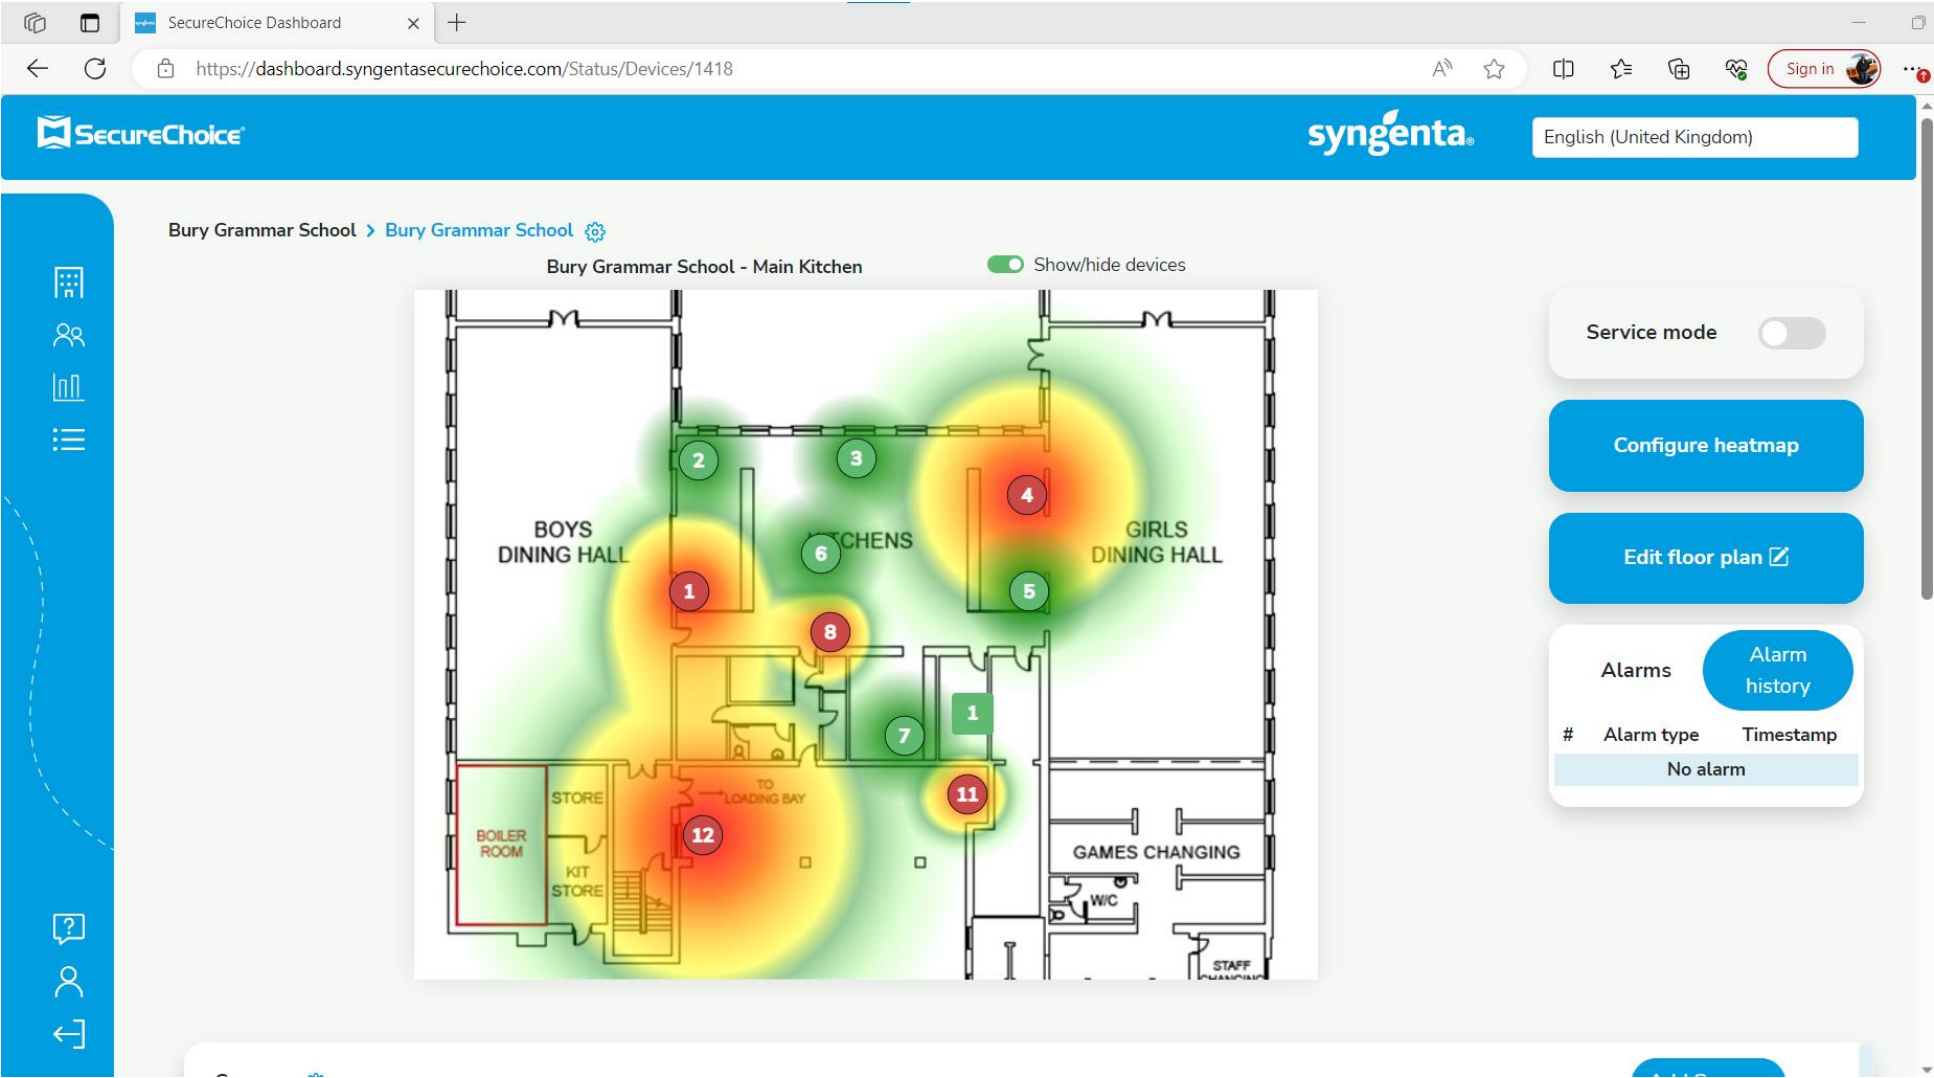 SecureChoice Dashboard
https://dashboard.syngentasecurechoice.com/Status/Devices/1418
Sign in
SecureChoice
syngenta
English (United Kingdom)
Bury Grammar School > Bury Grammar School
Bury Grammar School - Main Kitchen
Show/hide devices
Service mode
Configure heatmap
Edit floor plan
Alarms
Alarm
history
# Alarm type Timestamp
No alarm
2
3
4
BOYS
DINING HALL
6
GIRLS
DINING HALL
1
5
8
1
7
11
TO
LOADING BAY
STORE
12
BOILER
ROOM
KIT
STORE
GAMES CHANGING
W/C
STAFF
CHANGING